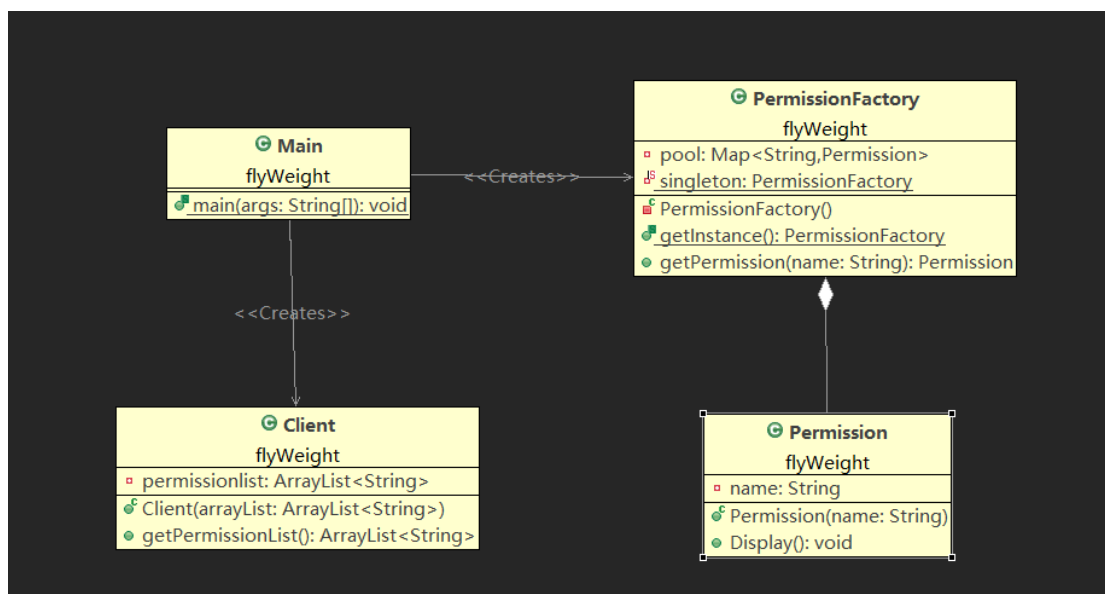 Main
flyWeight
main(args: String[]): void
<<Creates>>
PermissionFactory
flyWeight
pool: Map<String,Permission>
singleton: PermissionFactory
PermissionFactory()
getInstance(): PermissionFactory
getPermission(name: String): Permission
<<Creates>>
Client
flyWeight
permissionlist: ArrayList<String>
Client(arrayList: ArrayList<String>)
getPermissionList(): ArrayList<String>
Permission
flyWeight
name: String
Permission(name: String)
Display(): void